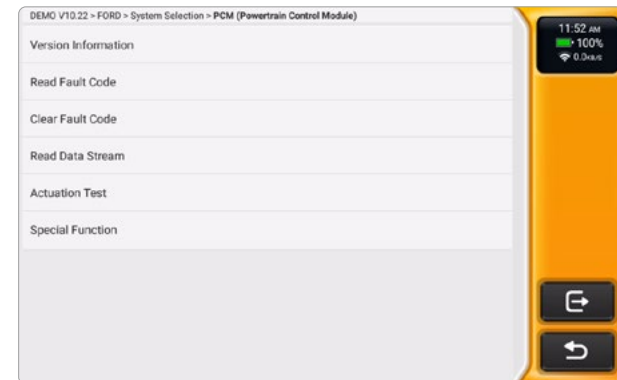 DEMO V10.22 > FORD > System Selection > PCM (Powertrain Control Module)
11:52 AM
100%
0.0KB/S
Version Information
Read Fault Code
Clear Fault Code
Read Data Stream
Actuation Test
Special Function